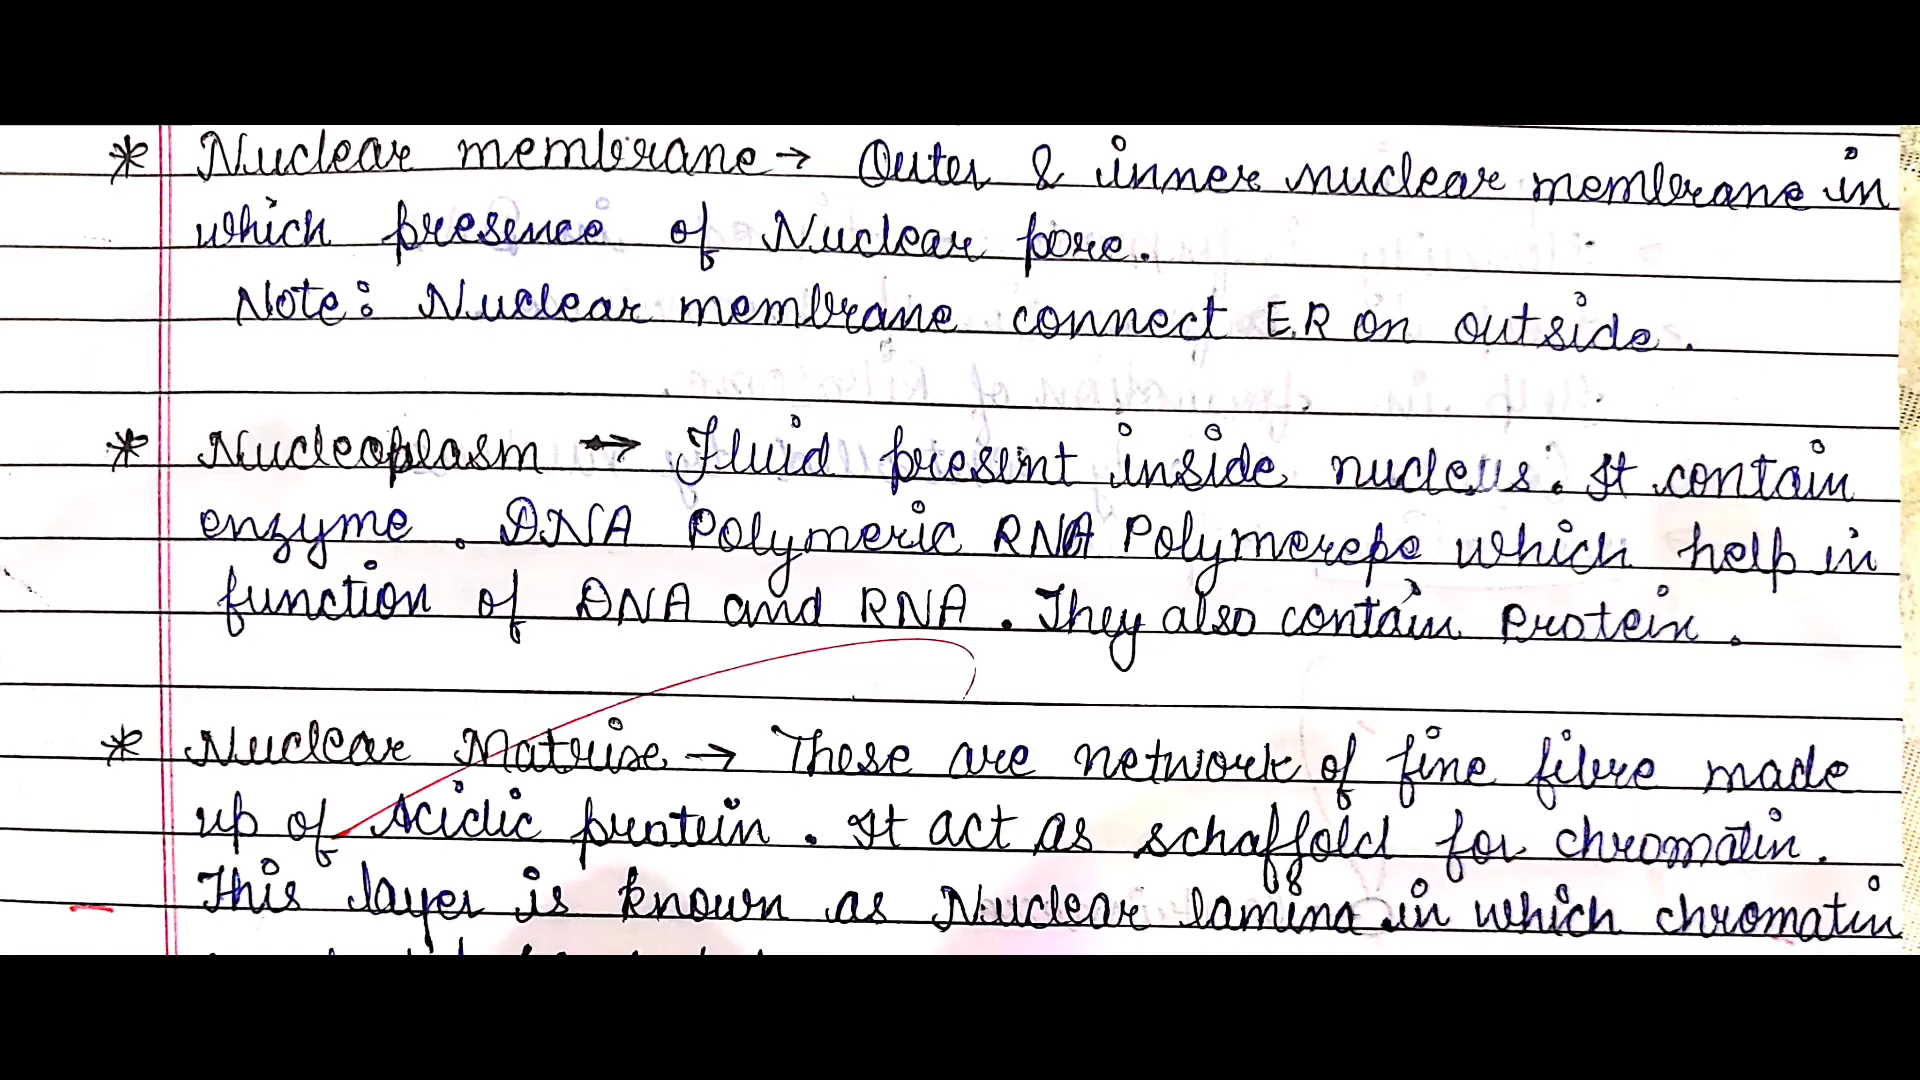 * Nuclear membrane → Outer & inner nuclear membrane in
which presence of Nuclear pore.
Note: Nuclear membrane connect E.R on outside.
* Nucleoplasm → Fluid present inside nucleus. It contain
enzyme. DNA Polymeric RNA Polymerepe which help in
function of DNA and RNA. They also contain Protein.
* Nuclear Matrise → These are network of fine fibre made
up of Acidic protein. It act as schaffold for chromatin.
This layer is known as Nuclear lamina in which chromatin